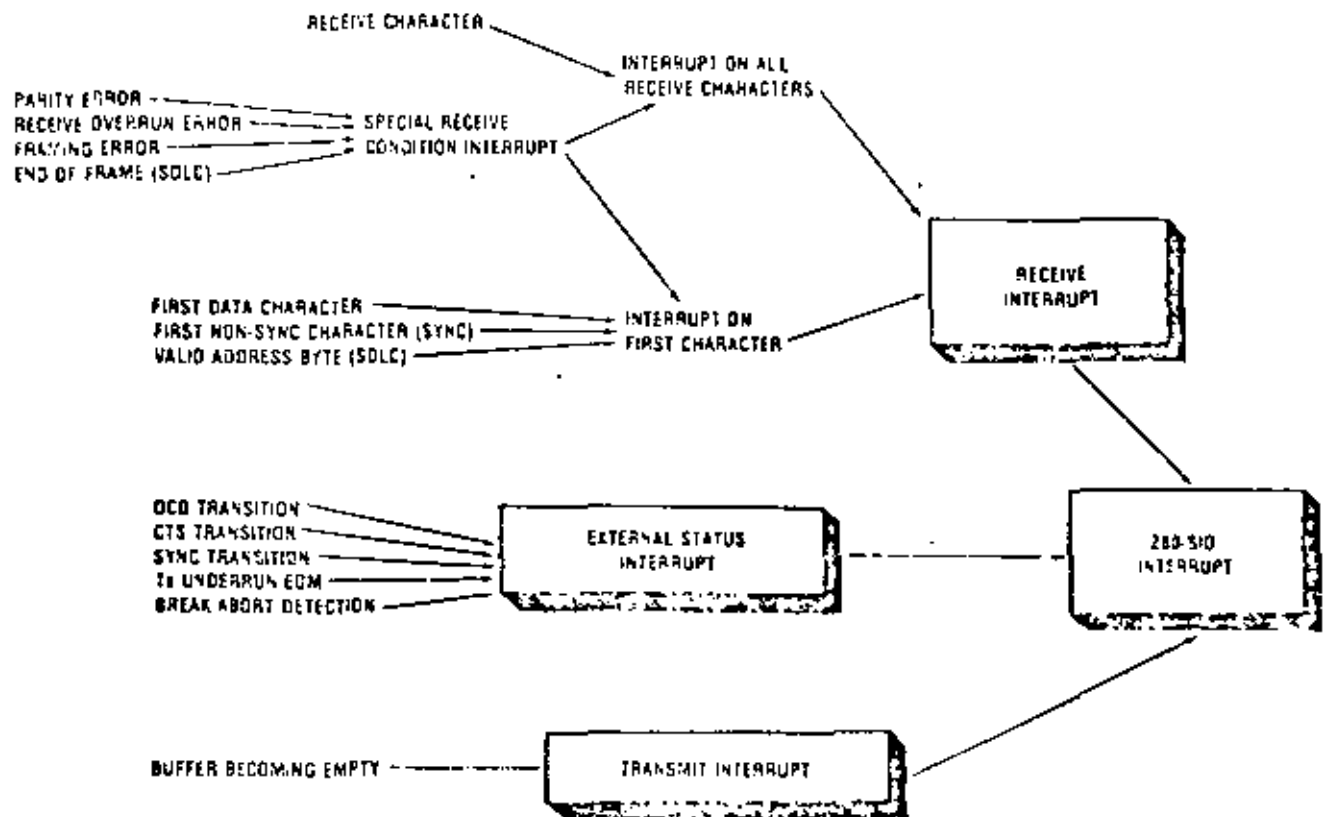 RECEIVE CHARACTER
INTERRUPT ON ALL
RECEIVE CHARACTERS
PARITY ERROR
RECEIVE OVERRUN ERROR
FRAMING ERROR
END OF FRAME (SDLC)
SPECIAL RECEIVE
CONDITION INTERRUPT
RECEIVE
INTERRUPT
FIRST DATA CHARACTER
FIRST NON-SYNC CHARACTER (SYNC)
VALID ADDRESS BYTE (SDLC)
INTERRUPT ON
FIRST CHARACTER
DCD TRANSITION
CTS TRANSITION
SYNC TRANSITION
Tx UNDERRUN EOM
BREAK ABORT DETECTION
EXTERNAL STATUS
INTERRUPT
Z80-SIO
INTERRUPT
BUFFER BECOMING EMPTY
TRANSMIT INTERRUPT